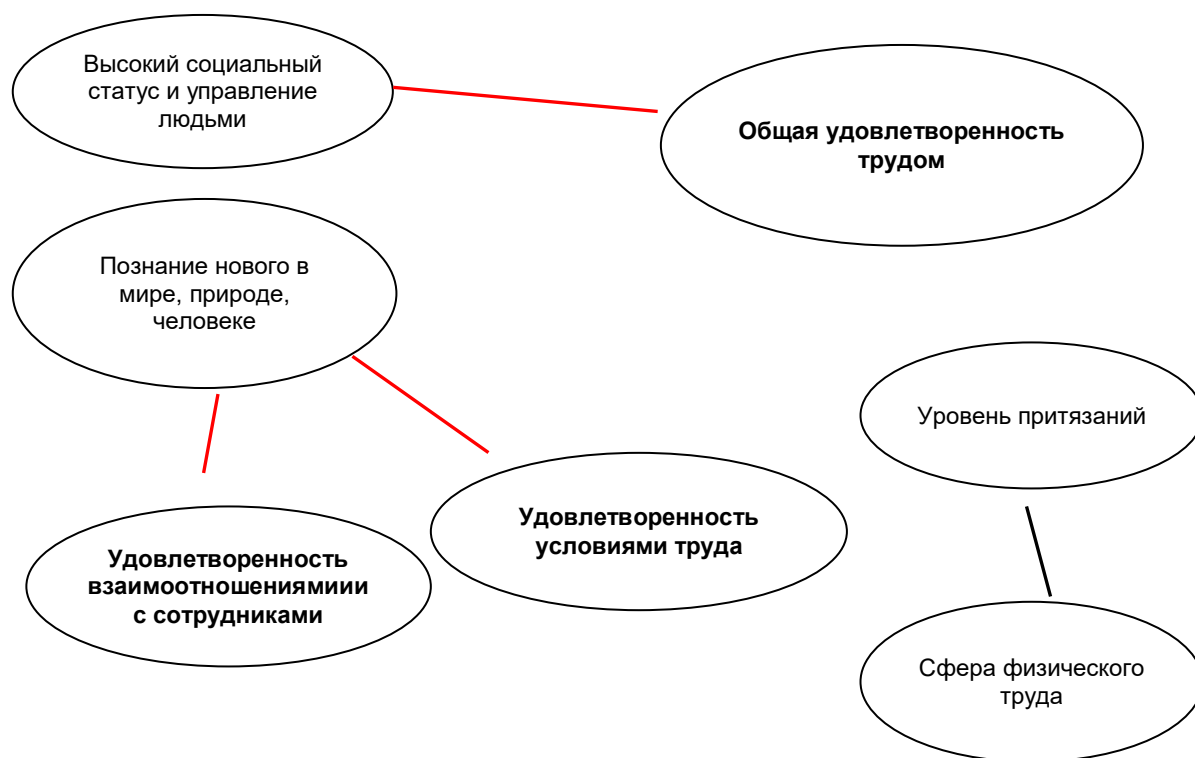 Высокий социальный
статус и управление
людьми
Общая удовлетворенность
трудом
Познание нового в
мире, природе,
человеке
Уровень притязаний
Удовлетворенность
условиями труда
Удовлетворенность
взаимоотношениямиии
с сотрудниками
Сфера физического
труда